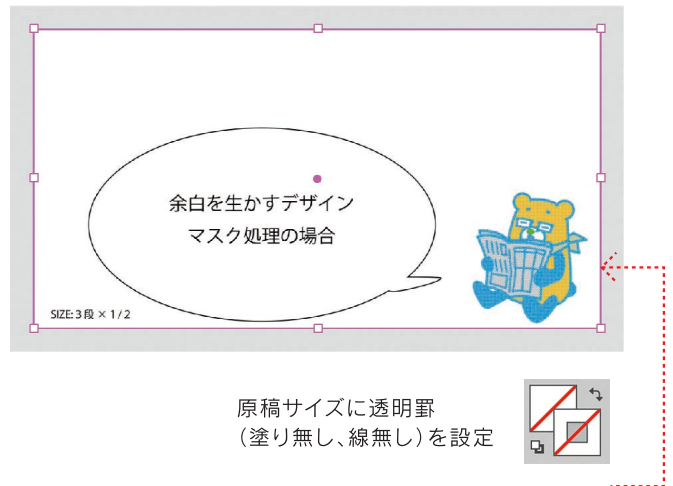 余白を生かすデザイン
マスク処理の場合
SIZE:3段×1/2
原稿サイズに透明罫
（塗り無し、線無し）を設定